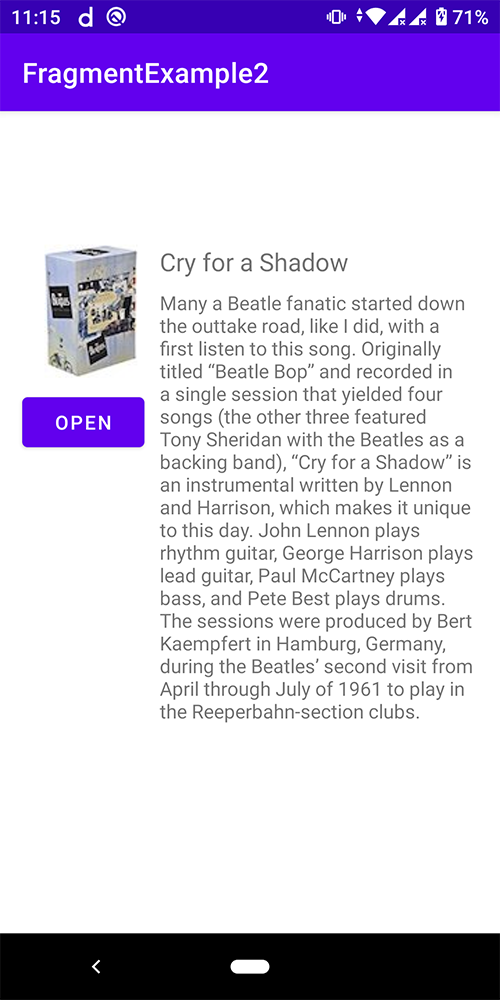 11:15 71%
FragmentExample2
Cry for a Shadow
Many a Beatle fanatic started down
the outtake road, like I did, with a
first listen to this song. Originally
titled “Beatle Bop” and recorded in
a single session that yielded four
songs (the other three featured
Tony Sheridan with the Beatles as a
backing band), “Cry for a Shadow” is
an instrumental written by Lennon
and Harrison, which makes it unique
to this day. John Lennon plays
rhythm guitar, George Harrison plays
lead guitar, Paul McCartney plays
bass, and Pete Best plays drums.
The sessions were produced by Bert
Kaempfert in Hamburg, Germany,
during the Beatles’ second visit from
April through July of 1961 to play in
the Reeperbahn-section clubs.
OPEN